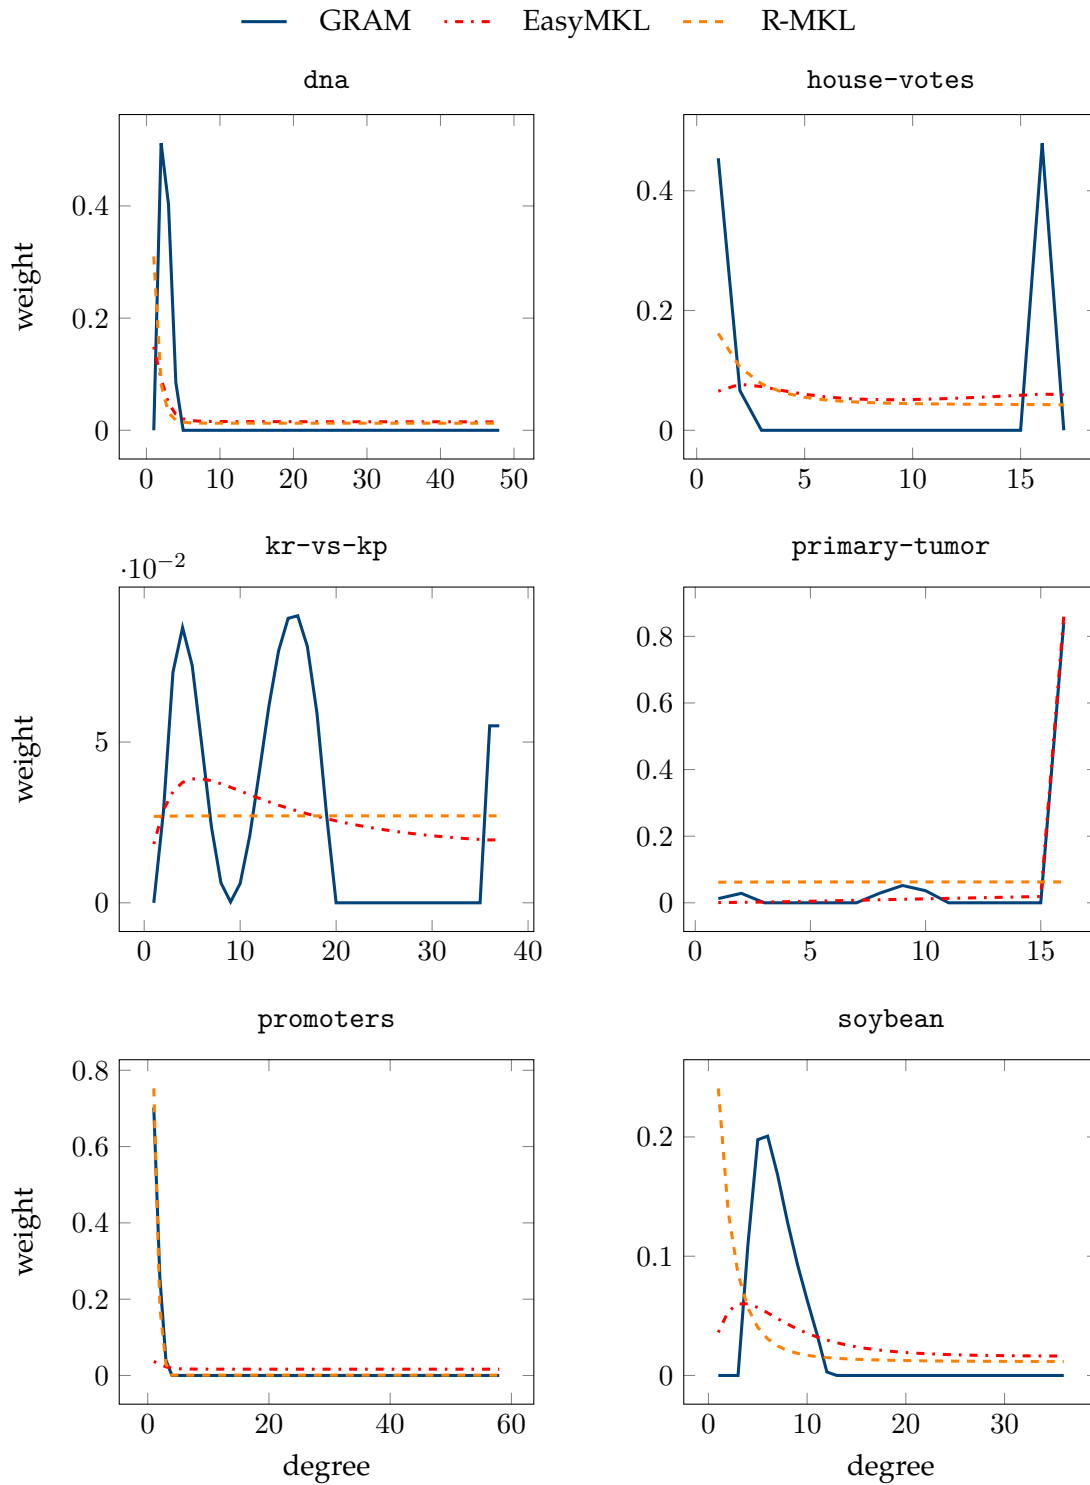 GRAM EasyMKL R-MKL
dna house-votes
0.4
0.2
0
weight
0 10 20 30 40 50
0.4
0.2
0
0 5 10 15
kr-vs-kp primary-tumor
·10⁻²
5
0
weight
0 10 20 30 40
0.8
0.6
0.4
0.2
0
0 5 10 15
promoters soybean
0.8
0.6
0.4
0.2
0
weight
0 20 40 60
degree
0.2
0.1
0
0 10 20 30
degree